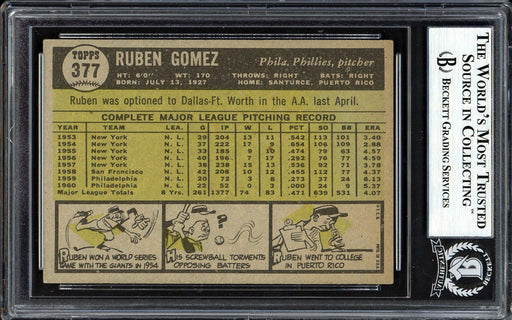 TOPPS
377
RUBEN GOMEZ
Phila. Phillies, pitcher
HT: 6'0" WT: 170 THROWS: RIGHT BATS: RIGHT
BORN: JULY 13, 1927 HOME: SANTURCE, PUERTO RICO
Ruben was optioned to Dallas-Ft. Worth in the A.A. last April.
COMPLETE MAJOR LEAGUE PITCHING RECORD
YEAR TEAM LEA. G IP W L PCT. SO BB ERA
1953 New York N. L. 29 204 13 11 .542 113 101 3.40
1954 New York N. L. 37 222 17 9 .654 106 109 2.88
1955 New York N. L. 33 185 9 10 .474 79 63 4.57
1956 New York N. L. 40 196 7 17 .292 76 77 4.59
1957 New York N. L. 38 238 15 13 .536 92 71 3.78
1958 San Francisco N. L. 42 208 10 12 .455 112 77 4.37
1959 Philadelphia N. L. 20 72 3 8 .273 37 24 6.13
1960 Philadelphia N. L. 22 52 0 3 .000 24 9 5.37
Major League Totals 8 Yrs. 261 1377 74 83 .471 639 531 4.07
RUBEN WON A WORLD SERIES
GAME WITH THE GIANTS IN 1954
?
HIS SCREWBALL TORMENTS
OPPOSING BATTERS
RUBEN WENT TO COLLEGE
IN PUERTO RICO
THE WORLD'S MOST TRUSTED
SOURCE IN COLLECTING™
BECKETT GRADING SERVICES
B
BECKETT
AUTHENTIC